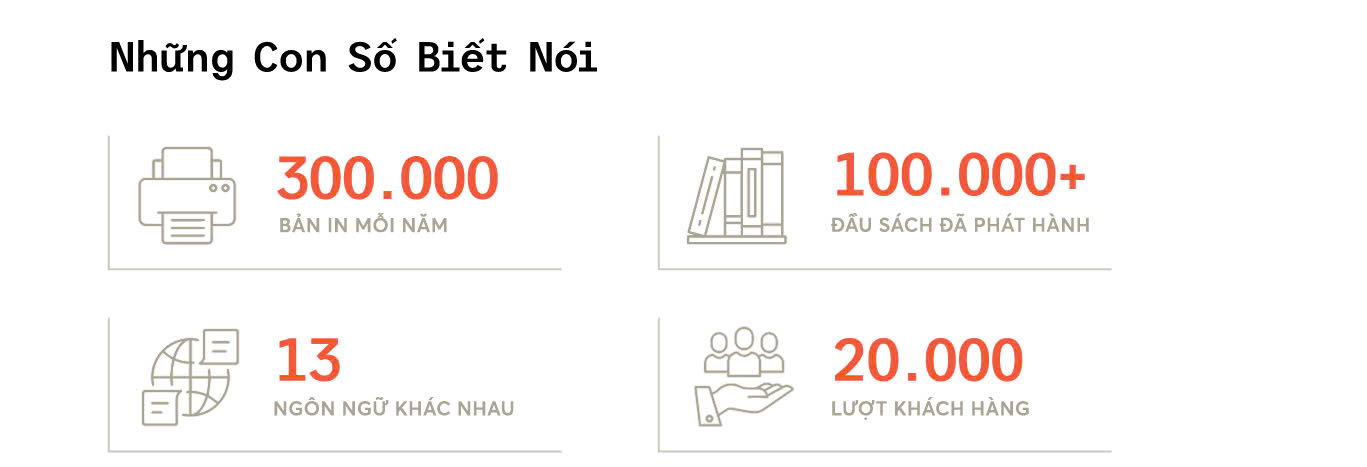 Những Con Số Biết Nói
300.000
BẢN IN MỖI NĂM
100.000+
ĐẦU SÁCH ĐÃ PHÁT HÀNH
13
NGÔN NGỮ KHÁC NHAU
20.000
LƯỢT KHÁCH HÀNG